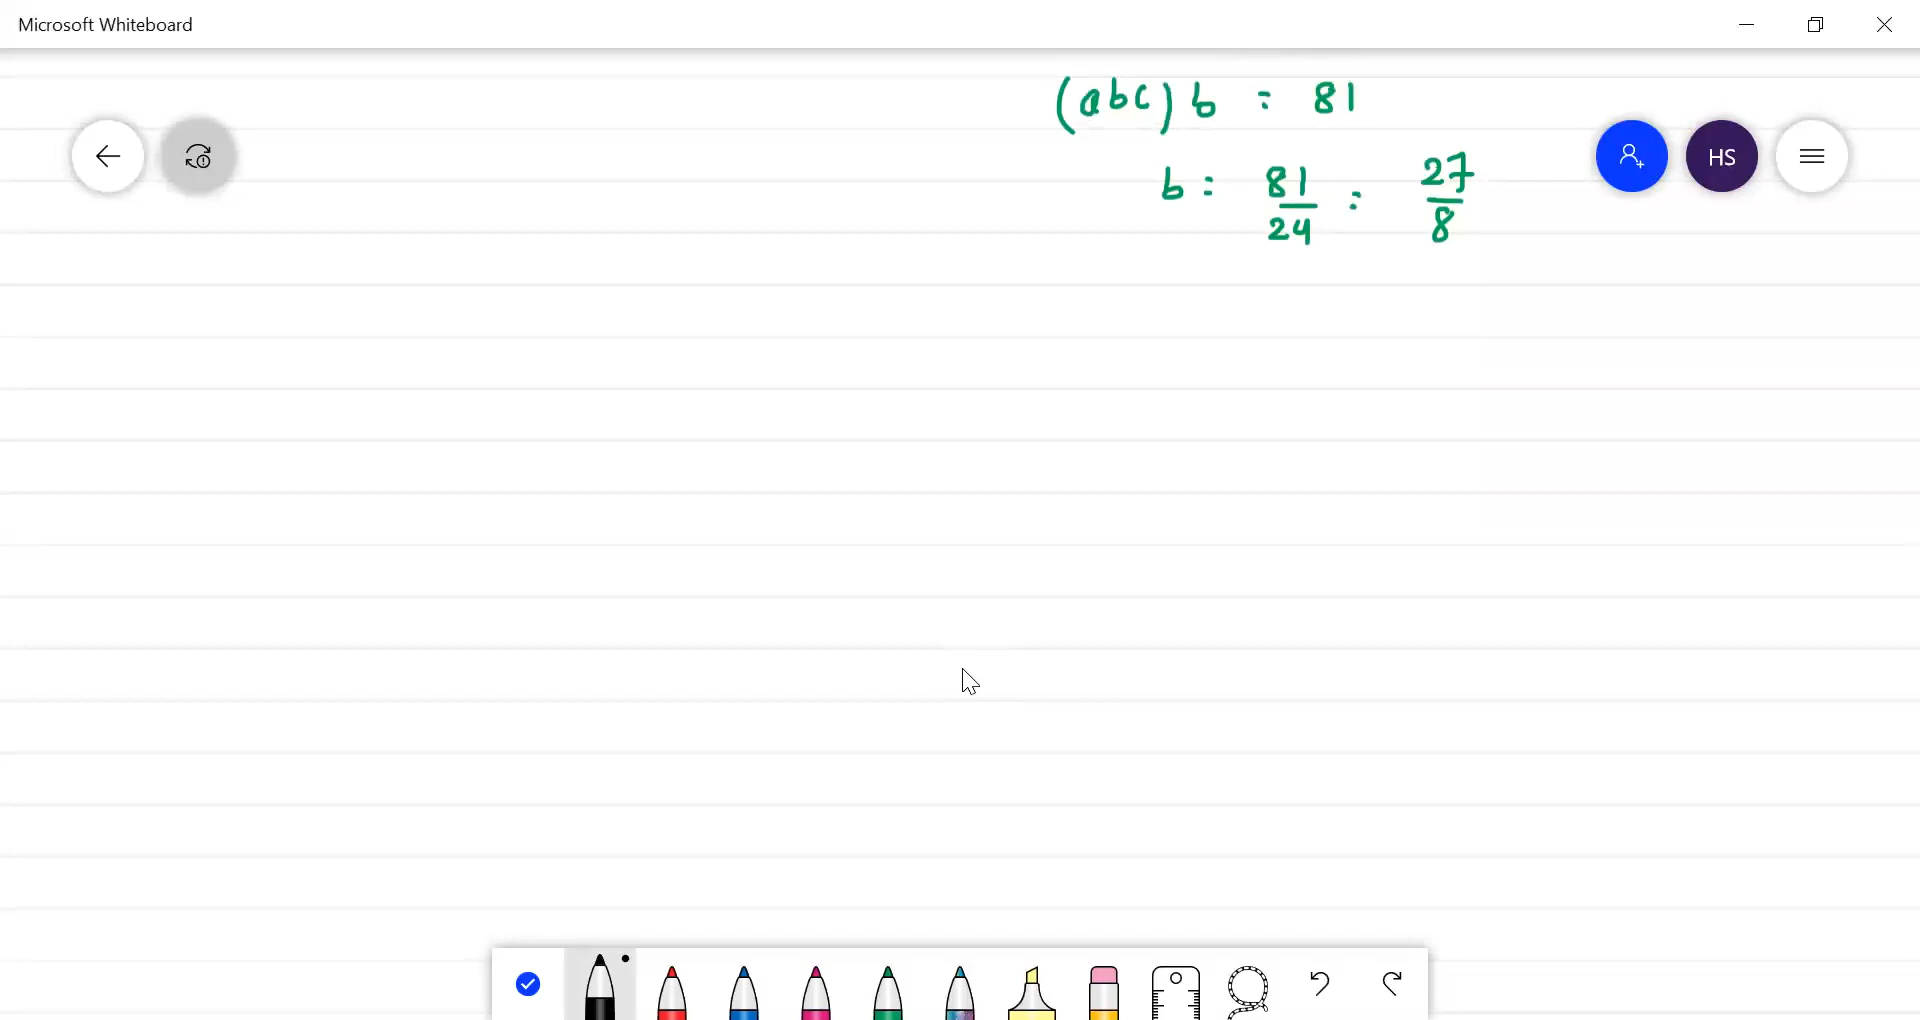 Microsoft Whiteboard
(abc) b = 81
HS
b = 81/24 = 27/8